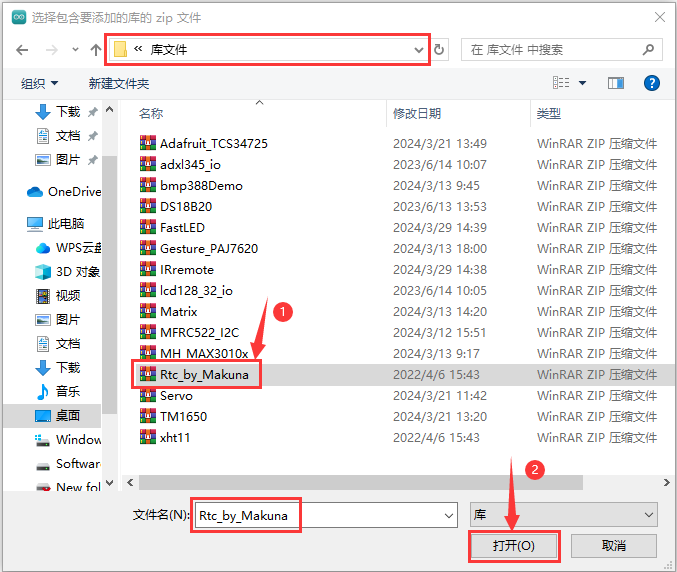 选择包含要添加的库的 zip 文件
« 库文件
在 库文件 中搜索
组织 新建文件夹
名称 修改日期 类型
下载
文档
图片
OneDrive
此电脑
WPS云盘
3D 对象
视频
图片
文档
下载
音乐
桌面
Window
Software
New fol
Adafruit_TCS34725 2024/3/21 13:49 WinRAR ZIP 压缩文件
adxl345_io 2023/6/14 10:07 WinRAR ZIP 压缩文件
bmp388Demo 2024/3/13 9:45 WinRAR ZIP 压缩文件
DS18B20 2023/6/13 13:53 WinRAR ZIP 压缩文件
FastLED 2024/3/29 14:39 WinRAR ZIP 压缩文件
Gesture_PAJ7620 2024/3/13 18:00 WinRAR ZIP 压缩文件
IRremote 2024/3/29 14:38 WinRAR ZIP 压缩文件
lcd128_32_io 2023/6/14 10:05 WinRAR ZIP 压缩文件
Matrix 2024/3/13 14:20 WinRAR ZIP 压缩文件
MFRC522_I2C 2024/3/12 15:51 WinRAR ZIP 压缩文件
MH_MAX3010x 2024/3/13 9:17 WinRAR ZIP 压缩文件
Rtc_by_Makuna 2022/4/6 15:43 WinRAR ZIP 压缩文件
Servo 2024/3/21 11:42 WinRAR ZIP 压缩文件
TM1650 2024/3/21 13:20 WinRAR ZIP 压缩文件
xht11 2022/4/6 15:43 WinRAR ZIP 压缩文件
1
2
文件名(N): Rtc_by_Makuna 库
打开(O) 取消